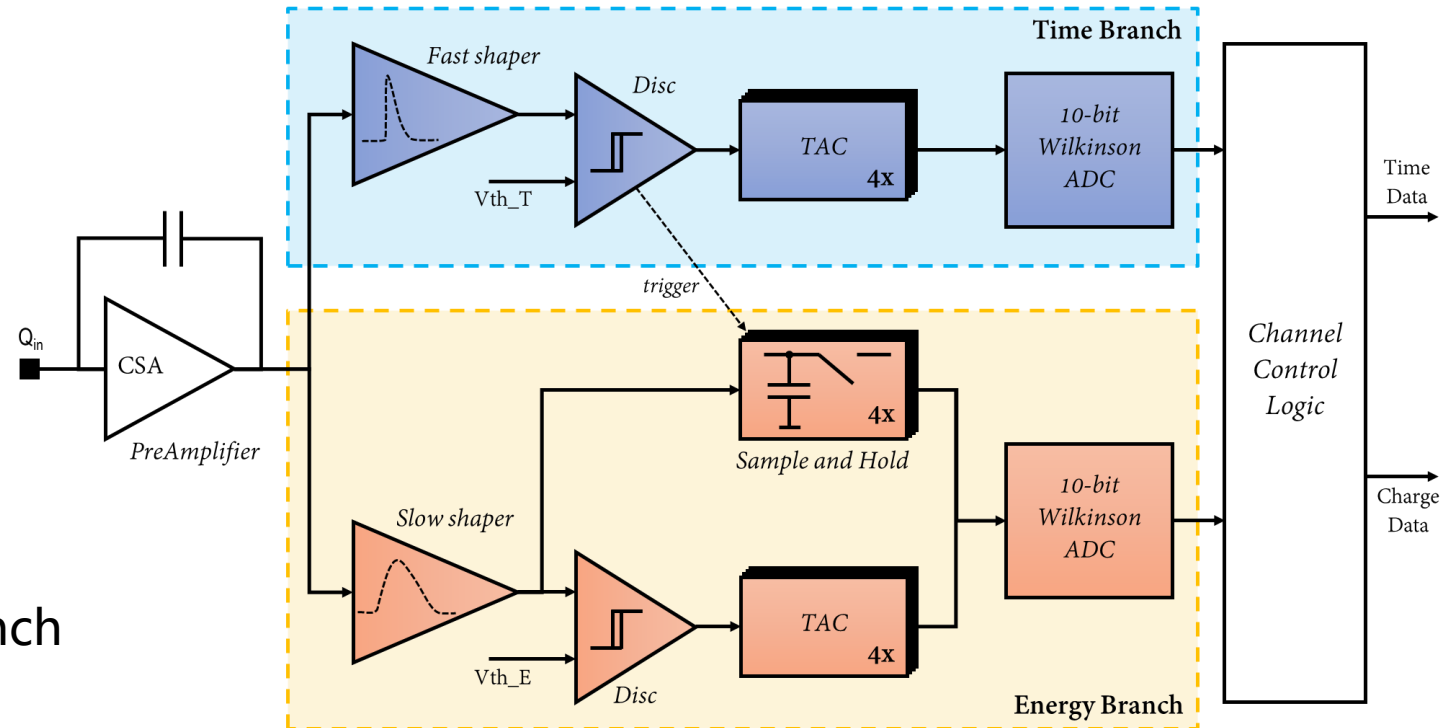 Time Branch
Fast shaper
Disc
Vth_T
TAC
4x
10-bit
Wilkinson
ADC
Time
Data
trigger
Q_in
CSA
PreAmplifier
4x
Sample and Hold
Channel
Control
Logic
Slow shaper
Vth_E
Disc
TAC
4x
10-bit
Wilkinson
ADC
Charge
Data
nch
Energy Branch